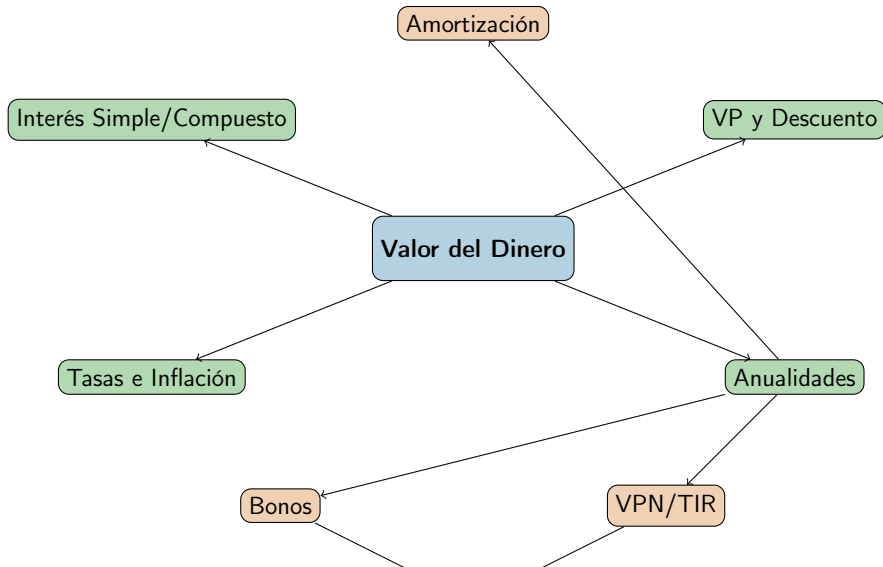 Amortización
Interés Simple/Compuesto
VP y Descuento
Valor del Dinero
Tasas e Inflación
Anualidades
Bonos
VPN/TIR